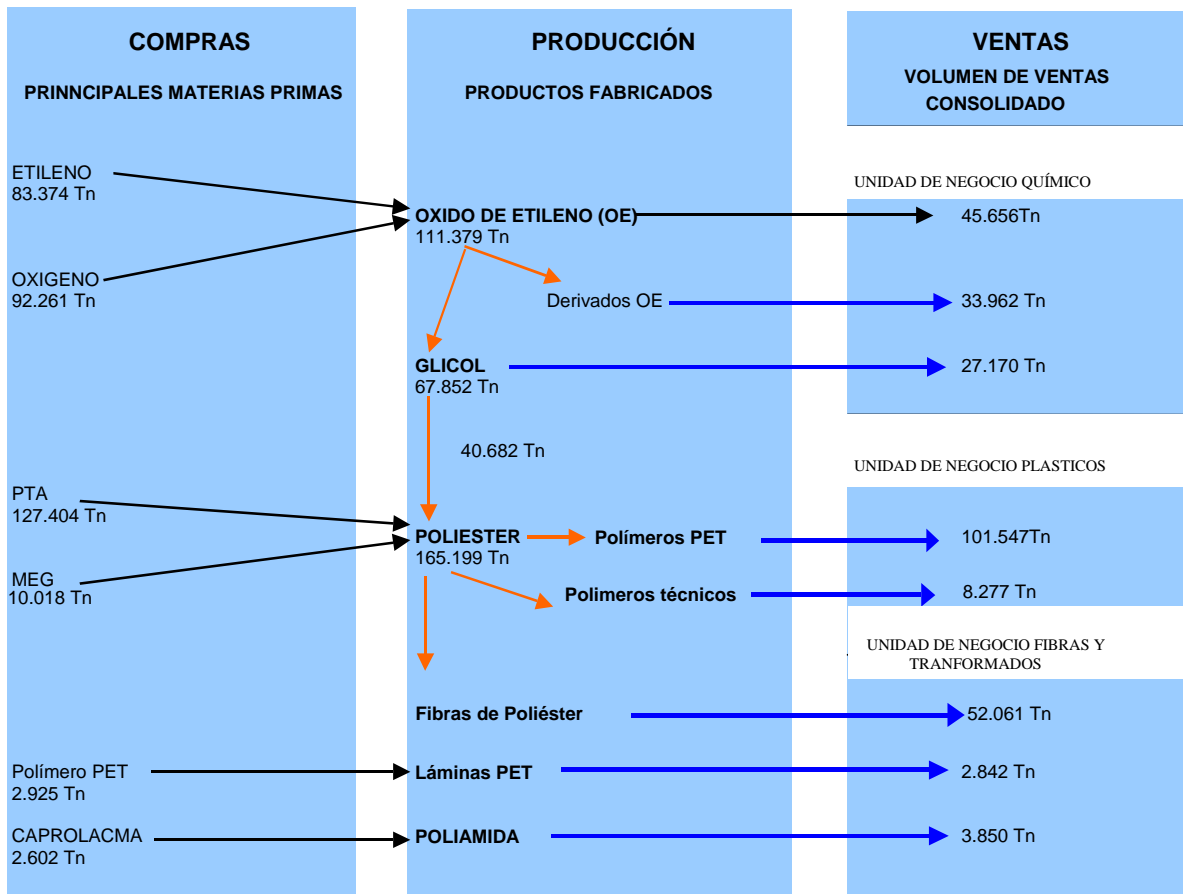 COMPRAS
PRINNCIPALES MATERIAS PRIMAS
ETILENO
83.374 Tn
OXIGENO
92.261 Tn
PTA
127.404 Tn
MEG
10.018 Tn
Polímero PET
2.925 Tn
CAPROLACMA
2.602 Tn
PRODUCCIÓN
PRODUCTOS FABRICADOS
OXIDO DE ETILENO (OE)
111.379 Tn
Derivados OE
GLICOL
67.852 Tn
40.682 Tn
POLIESTER
165.199 Tn
Polímeros PET
Polimeros técnicos
Fibras de Poliéster
Láminas PET
POLIAMIDA
VENTAS
VOLUMEN DE VENTAS
CONSOLIDADO
UNIDAD DE NEGOCIO QUÍMICO
45.656Tn
33.962 Tn
27.170 Tn
UNIDAD DE NEGOCIO PLASTICOS
101.547Tn
8.277 Tn
UNIDAD DE NEGOCIO FIBRAS Y
TRANFORMADOS
52.061 Tn
2.842 Tn
3.850 Tn